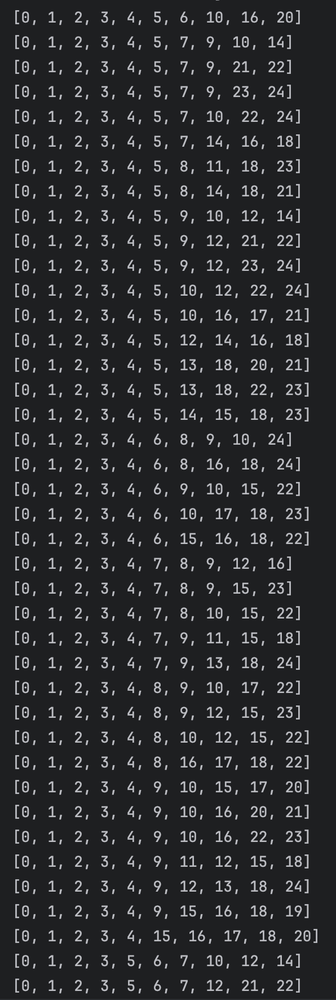 [0, 1, 2, 3, 4, 5, 6, 10, 16, 20]
[0, 1, 2, 3, 4, 5, 7, 9, 10, 14]
[0, 1, 2, 3, 4, 5, 7, 9, 21, 22]
[0, 1, 2, 3, 4, 5, 7, 9, 23, 24]
[0, 1, 2, 3, 4, 5, 7, 10, 22, 24]
[0, 1, 2, 3, 4, 5, 7, 14, 16, 18]
[0, 1, 2, 3, 4, 5, 8, 11, 18, 23]
[0, 1, 2, 3, 4, 5, 8, 14, 18, 21]
[0, 1, 2, 3, 4, 5, 9, 10, 12, 14]
[0, 1, 2, 3, 4, 5, 9, 12, 21, 22]
[0, 1, 2, 3, 4, 5, 9, 12, 23, 24]
[0, 1, 2, 3, 4, 5, 10, 12, 22, 24]
[0, 1, 2, 3, 4, 5, 10, 16, 17, 21]
[0, 1, 2, 3, 4, 5, 12, 14, 16, 18]
[0, 1, 2, 3, 4, 5, 13, 18, 20, 21]
[0, 1, 2, 3, 4, 5, 13, 18, 22, 23]
[0, 1, 2, 3, 4, 5, 14, 15, 18, 23]
[0, 1, 2, 3, 4, 6, 8, 9, 10, 24]
[0, 1, 2, 3, 4, 6, 8, 16, 18, 24]
[0, 1, 2, 3, 4, 6, 9, 10, 15, 22]
[0, 1, 2, 3, 4, 6, 10, 17, 18, 23]
[0, 1, 2, 3, 4, 6, 15, 16, 18, 22]
[0, 1, 2, 3, 4, 7, 8, 9, 12, 16]
[0, 1, 2, 3, 4, 7, 8, 9, 15, 23]
[0, 1, 2, 3, 4, 7, 8, 10, 15, 22]
[0, 1, 2, 3, 4, 7, 9, 11, 15, 18]
[0, 1, 2, 3, 4, 7, 9, 13, 18, 24]
[0, 1, 2, 3, 4, 8, 9, 10, 17, 22]
[0, 1, 2, 3, 4, 8, 9, 12, 15, 23]
[0, 1, 2, 3, 4, 8, 10, 12, 15, 22]
[0, 1, 2, 3, 4, 8, 16, 17, 18, 22]
[0, 1, 2, 3, 4, 9, 10, 15, 17, 20]
[0, 1, 2, 3, 4, 9, 10, 16, 20, 21]
[0, 1, 2, 3, 4, 9, 10, 16, 22, 23]
[0, 1, 2, 3, 4, 9, 11, 12, 15, 18]
[0, 1, 2, 3, 4, 9, 12, 13, 18, 24]
[0, 1, 2, 3, 4, 9, 15, 16, 18, 19]
[0, 1, 2, 3, 4, 15, 16, 17, 18, 20]
[0, 1, 2, 3, 5, 6, 7, 10, 12, 14]
[0, 1, 2, 3, 5, 6, 7, 12, 21, 22]